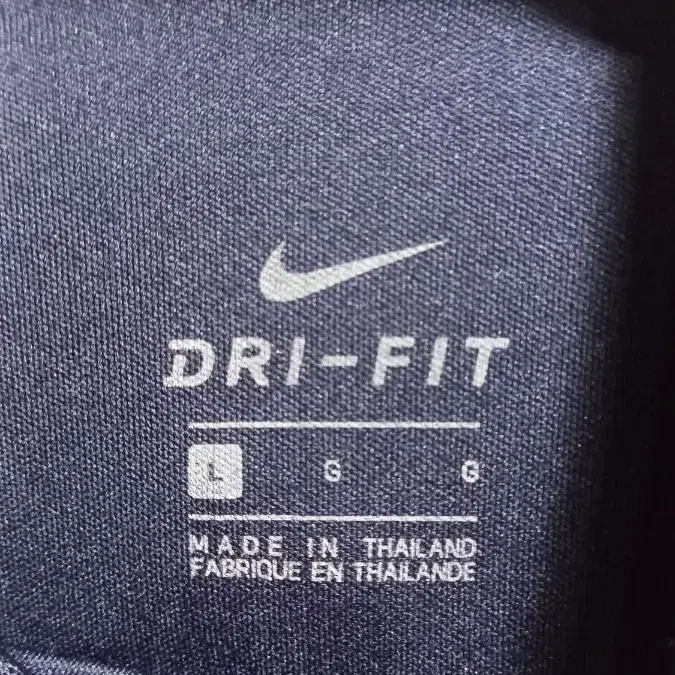 DRI-FIT
L G G
MADE IN THAILAND
FABRIQUE EN THAILANDE